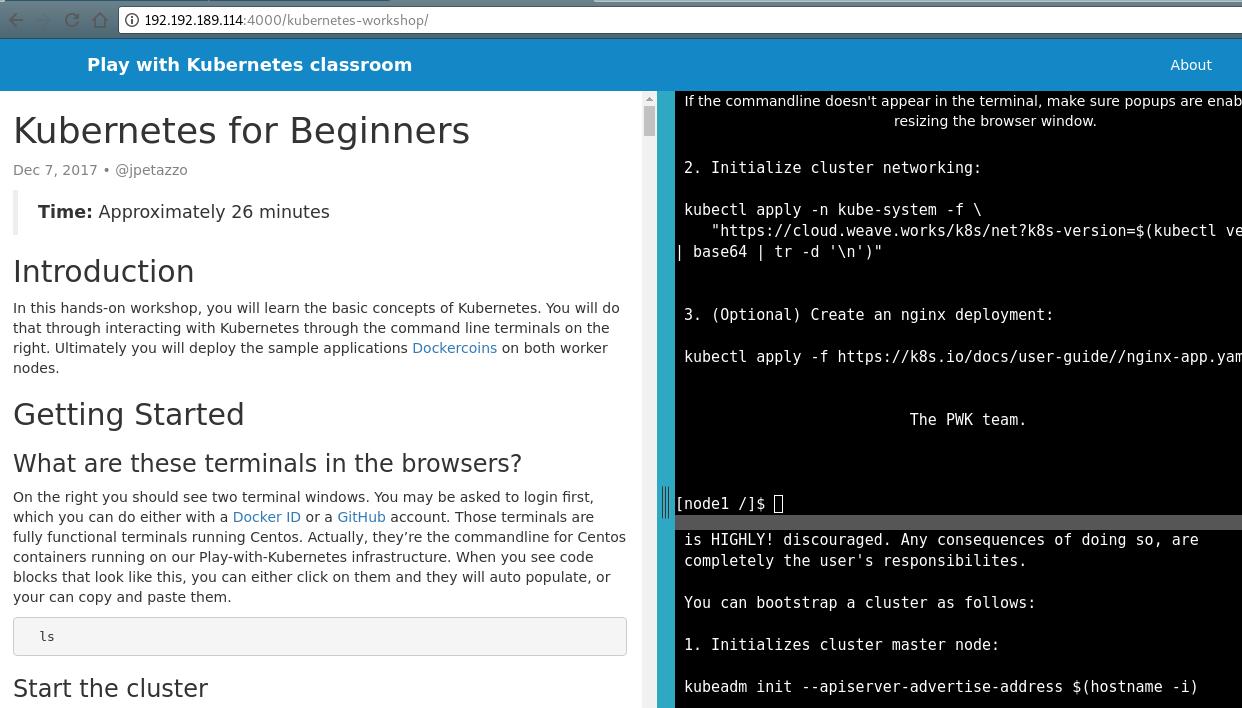 192.192.189.114:4000/kubernetes-workshop/
Play with Kubernetes classroom
About
Kubernetes for Beginners
Dec 7, 2017 • @jpetazzo
Time: Approximately 26 minutes
Introduction
In this hands-on workshop, you will learn the basic concepts of Kubernetes. You will do
that through interacting with Kubernetes through the command line terminals on the
right. Ultimately you will deploy the sample applications Dockercoins on both worker
nodes.
Getting Started
What are these terminals in the browsers?
On the right you should see two terminal windows. You may be asked to login first,
which you can do either with a Docker ID or a GitHub account. Those terminals are
fully functional terminals running Centos. Actually, they’re the commandline for Centos
containers running on our Play-with-Kubernetes infrastructure. When you see code
blocks that look like this, you can either click on them and they will auto populate, or
your can copy and paste them.
ls
Start the cluster
If the commandline doesn't appear in the terminal, make sure popups are enab
resizing the browser window.
2. Initialize cluster networking:
kubectl apply -n kube-system -f \
"https://cloud.weave.works/k8s/net?k8s-version=$(kubectl ve
| base64 | tr -d '\n')"
3. (Optional) Create an nginx deployment:
kubectl apply -f https://k8s.io/docs/user-guide//nginx-app.yam
The PWK team.
[node1 /]$
is HIGHLY! discouraged. Any consequences of doing so, are
completely the user's responsibilites.
You can bootstrap a cluster as follows:
1. Initializes cluster master node:
kubeadm init --apiserver-advertise-address $(hostname -i)